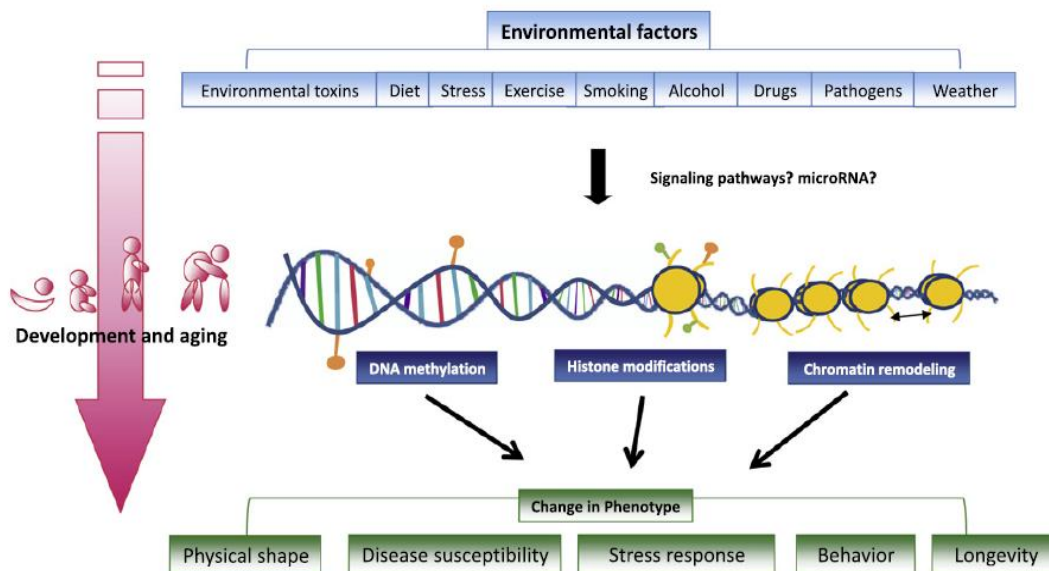 Environmental factors
Environmental toxins Diet Stress Exercise Smoking Alcohol Drugs Pathogens Weather
Signaling pathways? microRNA?
Development and aging
DNA methylation Histone modifications Chromatin remodeling
Change in Phenotype
Physical shape Disease susceptibility Stress response Behavior Longevity